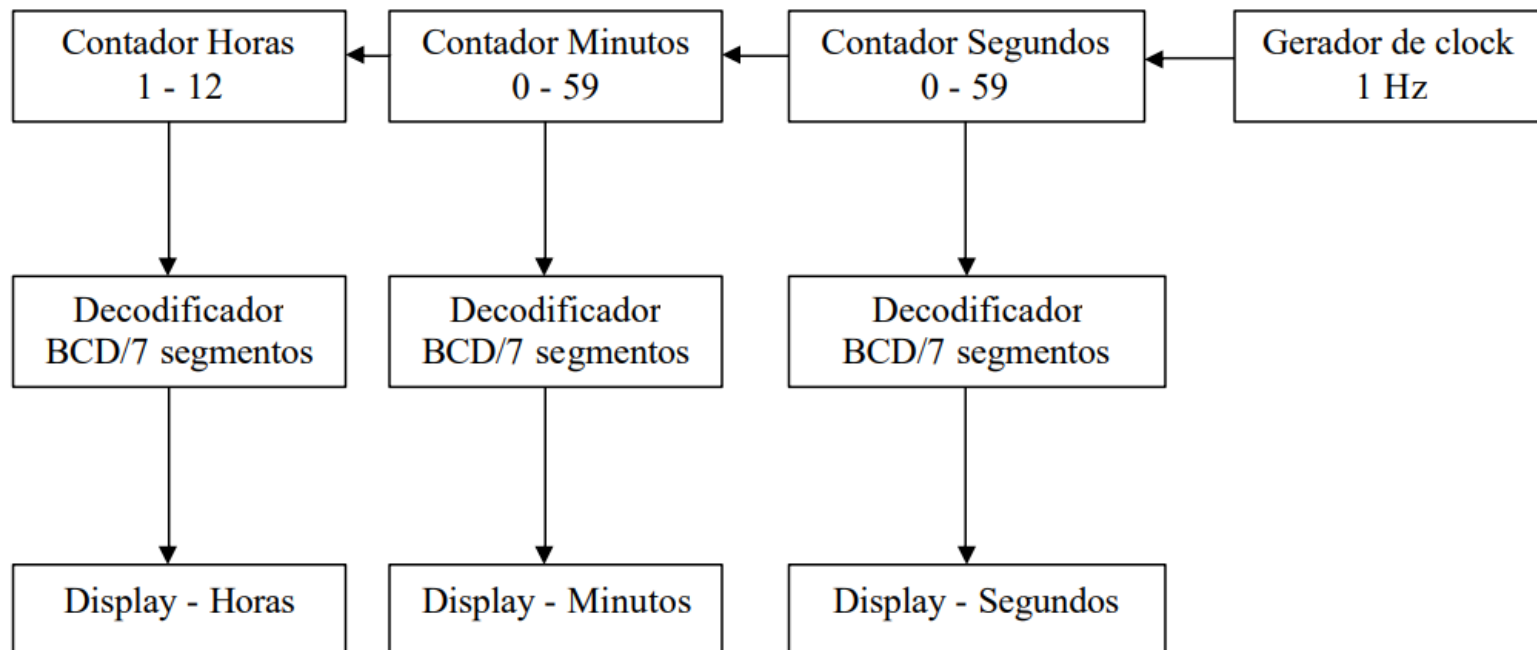 Contador Horas
1 - 12
Contador Minutos
0 - 59
Contador Segundos
0 - 59
Gerador de clock
1 Hz
Decodificador
BCD/7 segmentos
Decodificador
BCD/7 segmentos
Decodificador
BCD/7 segmentos
Display - Horas
Display - Minutos
Display - Segundos